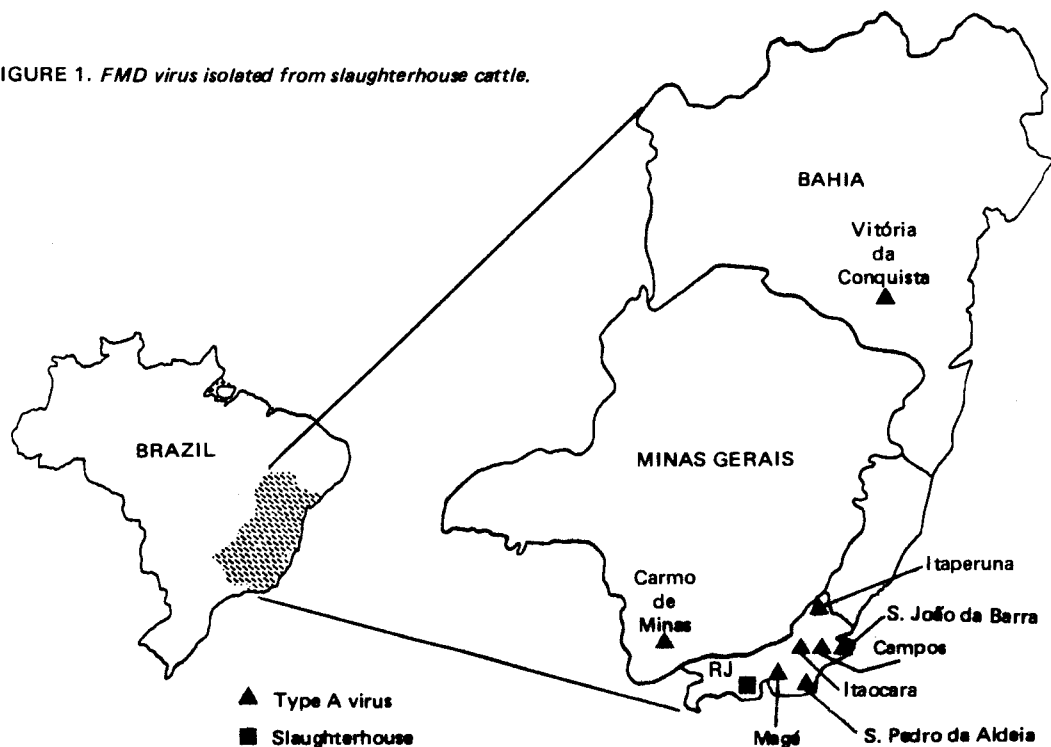 IGURE 1. FMD virus isolated from slaughterhouse cattle.
BAHIA
Vitória
da
Conquista
BRAZIL
MINAS GERAIS
Carmo
de
Minas
Itaperuna
S. João da Barra
Campos
RJ
Itaocara
▲ Type A virus
■ Slaughterhouse
Magé
S. Pedro da Aldeia